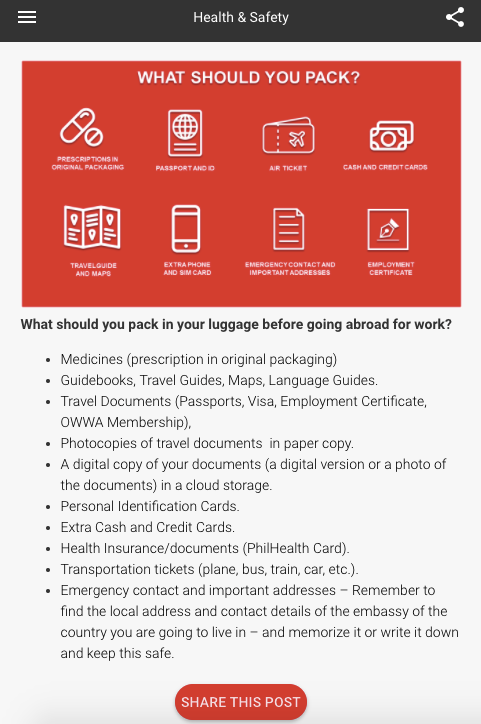 Health & Safety
WHAT SHOULD YOU PACK?
PRESCRIPTIONS IN
ORIGINAL PACKAGING
PASSPORT AND ID
AIR TICKET
CASH AND CREDIT CARDS
TRAVELGUIDE
AND MAPS
EXTRA PHONE
AND SIM CARD
EMERGENCY CONTACT AND
IMPORTANT ADDRESSES
EMPLOYMENT
CERTIFICATE
What should you pack in your luggage before going abroad for work?
• Medicines (prescription in original packaging)
• Guidebooks, Travel Guides, Maps, Language Guides.
• Travel Documents (Passports, Visa, Employment Certificate,
OWWA Membership),
• Photocopies of travel documents  in paper copy.
• A digital copy of your documents (a digital version or a photo of
the documents) in a cloud storage.
• Personal Identification Cards.
• Extra Cash and Credit Cards.
• Health Insurance/documents (PhilHealth Card).
• Transportation tickets (plane, bus, train, car, etc.).
• Emergency contact and important addresses – Remember to
find the local address and contact details of the embassy of the
country you are going to live in – and memorize it or write it down
and keep this safe.
SHARE THIS POST